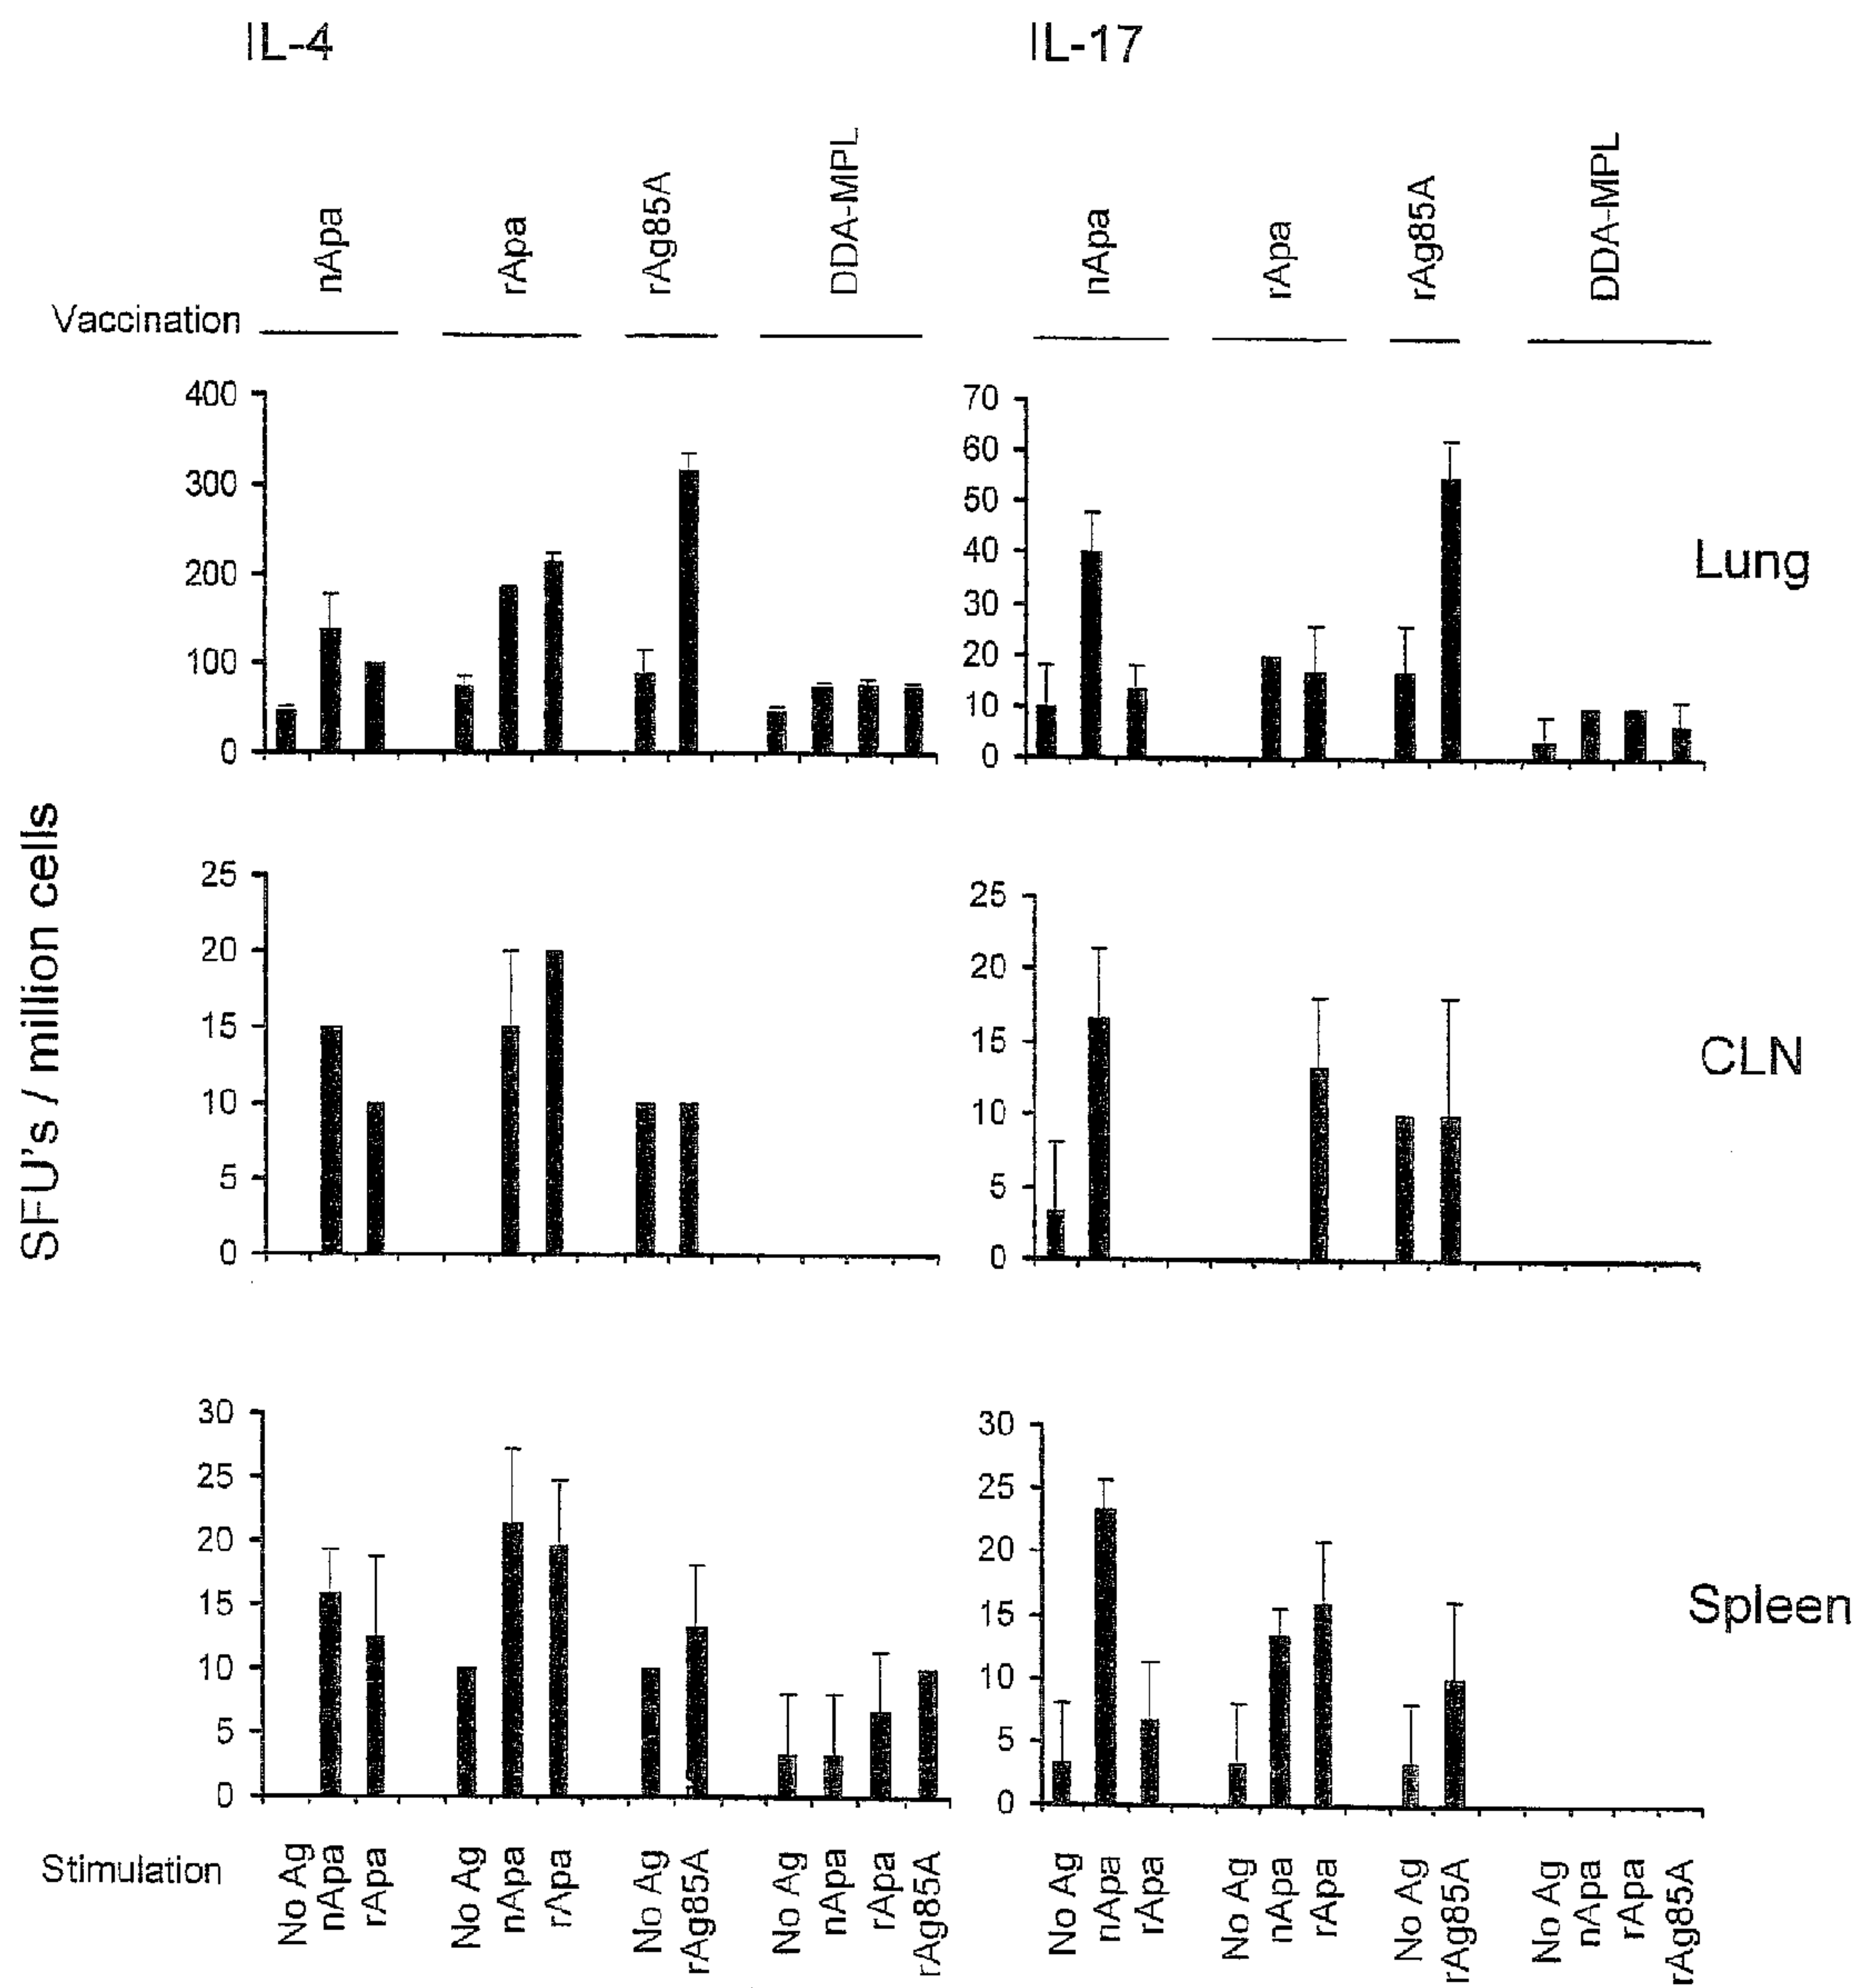 IL-4 IL-17
nApa rApa rAg85A DDA-MPL nApa rApa rAg85A DDA-MPL
Vaccination
400 300 200 100 0
70 60 50 40 30 20 10 0
Lung
SFU's / million cells
25 20 15 10 5 0
25 20 15 10 5 0
CLN
30 25 20 15 10 5 0
30 25 20 15 10 5 0
Spleen
Stimulation
No Ag nApa rApa No Ag nApa rApa No Ag rAg85A No Ag nApa rApa rAg85A
No Ag nApa rApa No Ag nApa rApa No Ag rAg85A No Ag nApa rApa rAg85A